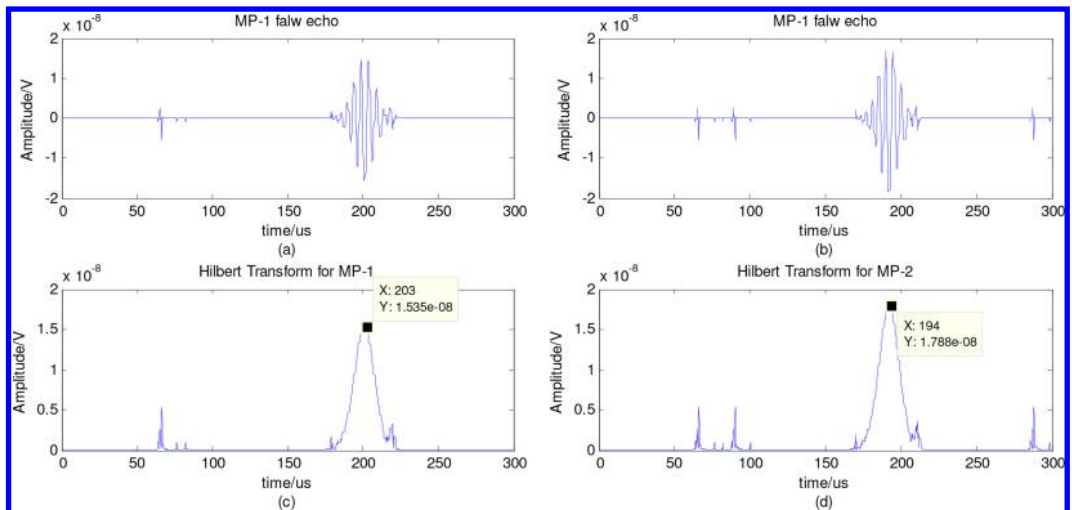 MP-1 falw echo
x 10-8
2
1
0
-1
-2
Amplitude/V
0
50
100
150
200
250
300
time/us
(a)
MP-1 falw echo
x 10-8
2
1
0
-1
-2
Amplitude/V
0
50
100
150
200
250
300
time/us
(b)
Hilbert Transform for MP-1
x 10-8
2
1.5
1
0.5
0
Amplitude/V
X: 203
Y: 1.535e-08
0
50
100
150
200
250
300
time/us
(c)
Hilbert Transform for MP-2
x 10-8
2
1.5
1
0.5
0
Amplitude/V
X: 194
Y: 1.788e-08
0
50
100
150
200
250
300
time/us
(d)